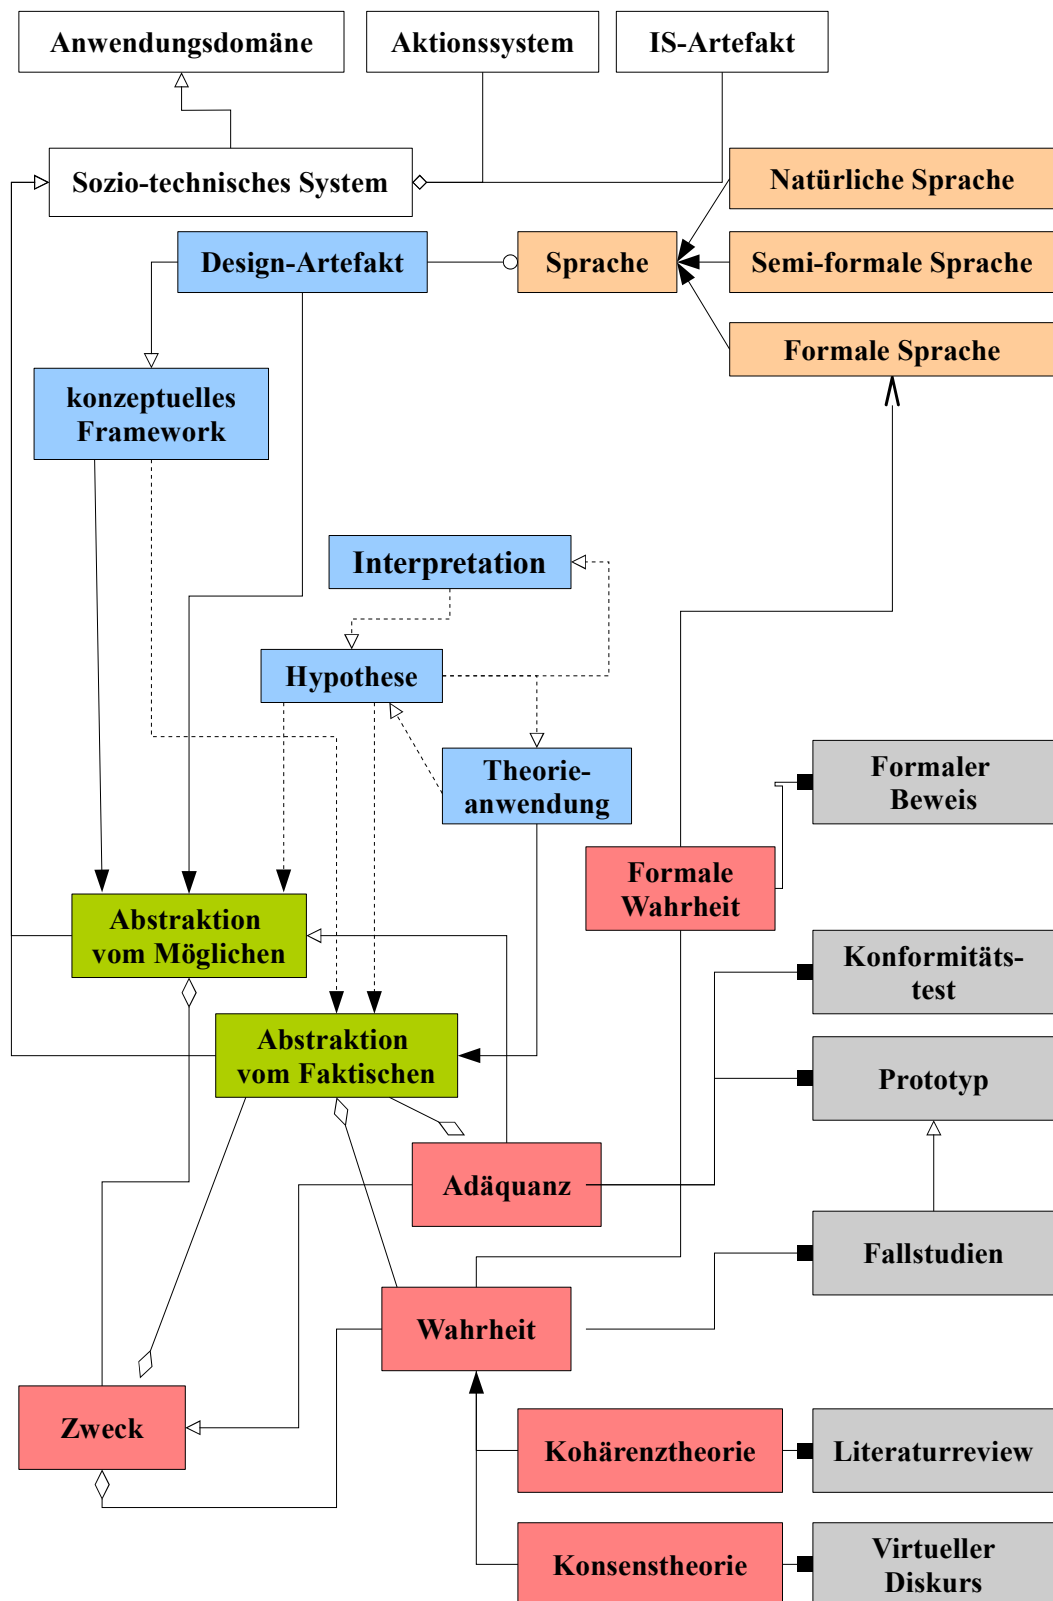 Anwendungsdomäne
Aktionssystem
IS-Artefakt
Sozio-technisches System
Natürliche Sprache
Design-Artefakt
Sprache
Semi-formale Sprache
Formale Sprache
konzeptuelles
Framework
Interpretation
Hypothese
Theorie-
anwendung
Formaler
Beweis
Formale
Wahrheit
Abstraktion
vom Möglichen
Konformitäts-
test
Abstraktion
vom Faktischen
Prototyp
Adäquanz
Fallstudien
Wahrheit
Zweck
Kohärenztheorie
Literaturreview
Konsenstheorie
Virtueller
Diskurs